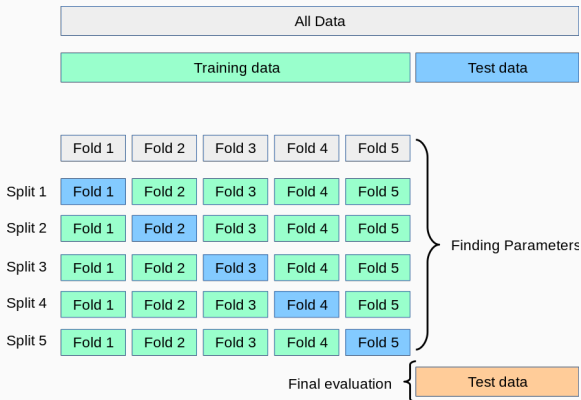 All Data
Training data Test data
Fold 1 Fold 2 Fold 3 Fold 4 Fold 5
Split 1 Fold 1 Fold 2 Fold 3 Fold 4 Fold 5
Split 2 Fold 1 Fold 2 Fold 3 Fold 4 Fold 5
Finding Parameters
Split 3 Fold 1 Fold 2 Fold 3 Fold 4 Fold 5
Split 4 Fold 1 Fold 2 Fold 3 Fold 4 Fold 5
Split 5 Fold 1 Fold 2 Fold 3 Fold 4 Fold 5
Final evaluation Test data